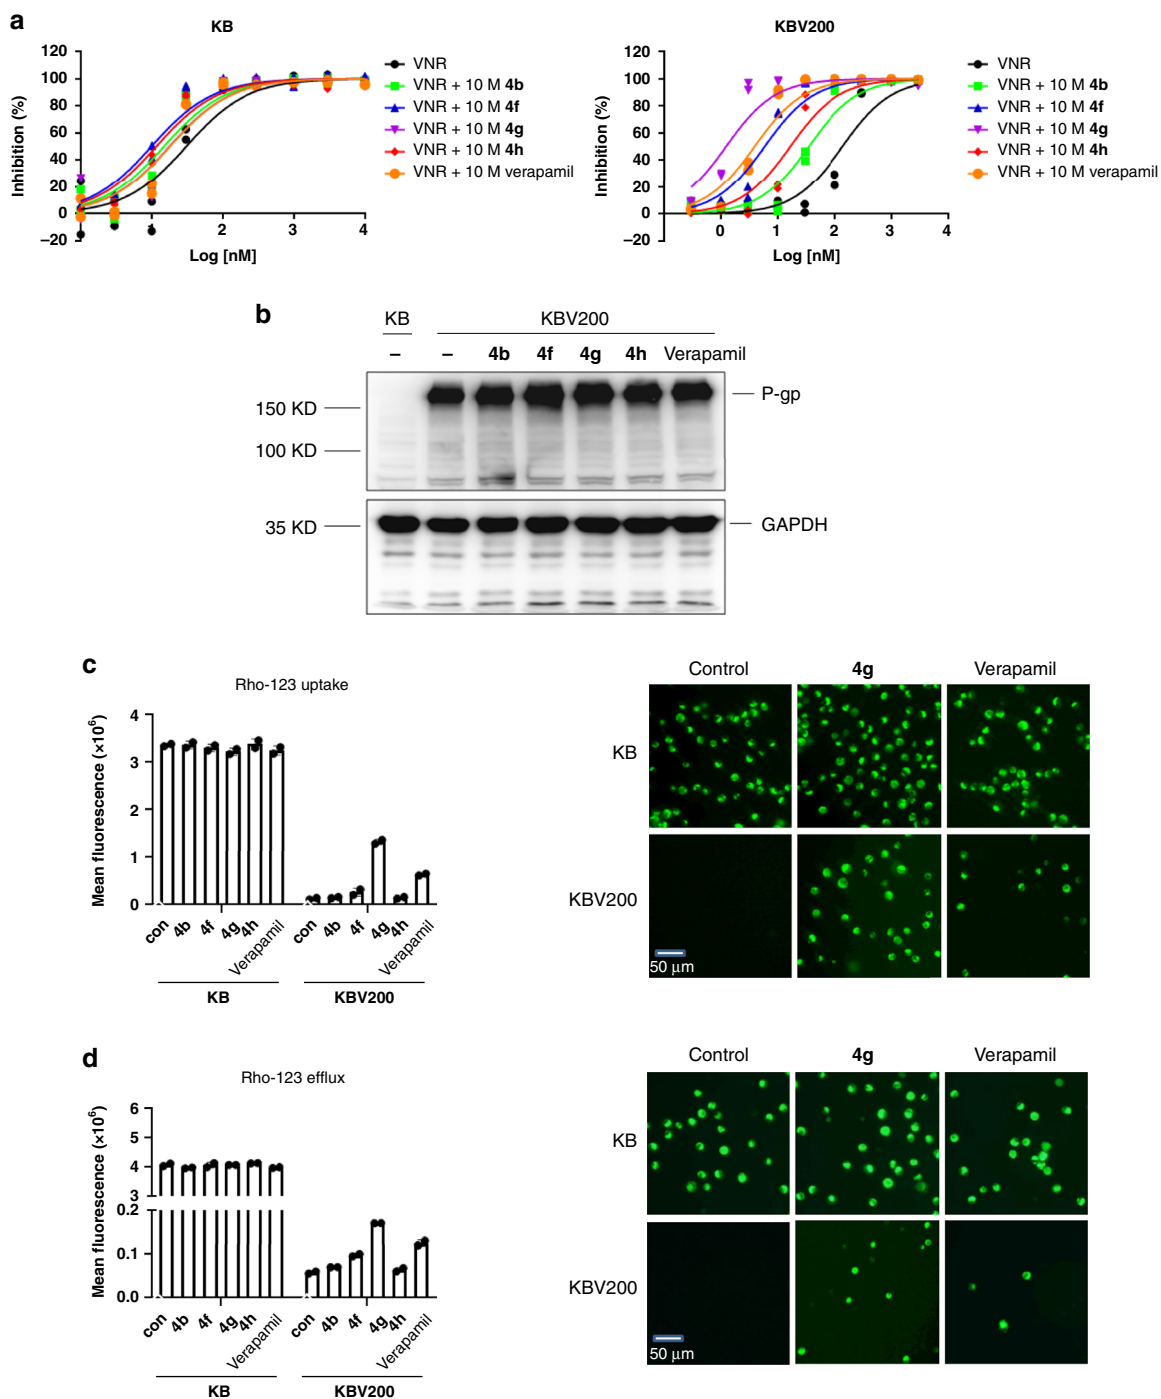 a
KB
120
100
80
60
40
20
0
–20
Inhibition (%)
0
1
2
3
4
Log [nM]
VNR
VNR + 10 M 4b
VNR + 10 M 4f
VNR + 10 M 4g
VNR + 10 M 4h
VNR + 10 M verapamil
KBV200
120
100
80
60
40
20
0
–20
Inhibition (%)
0
1
2
3
4
Log [nM]
VNR
VNR + 10 M 4b
VNR + 10 M 4f
VNR + 10 M 4g
VNR + 10 M 4h
VNR + 10 M verapamil
b
KB KBV200
– – 4b 4f 4g 4h Verapamil
150 KD
100 KD
P-gp
35 KD
GAPDH
c
Rho-123 uptake
Mean fluorescence (×10⁶)
4
3
2
1
0
con 4b 4f 4g 4h Verapamil con 4b 4f 4g 4h Verapamil
KB KBV200
Control 4g Verapamil
KB
KBV200
50 μm
d
Rho-123 efflux
Mean fluorescence (×10⁶)
6
5
4
3
0.2
0.1
0.0
con 4b 4f 4g 4h Verapamil con 4b 4f 4g 4h Verapamil
KB KBV200
Control 4g Verapamil
KB
KBV200
50 μm